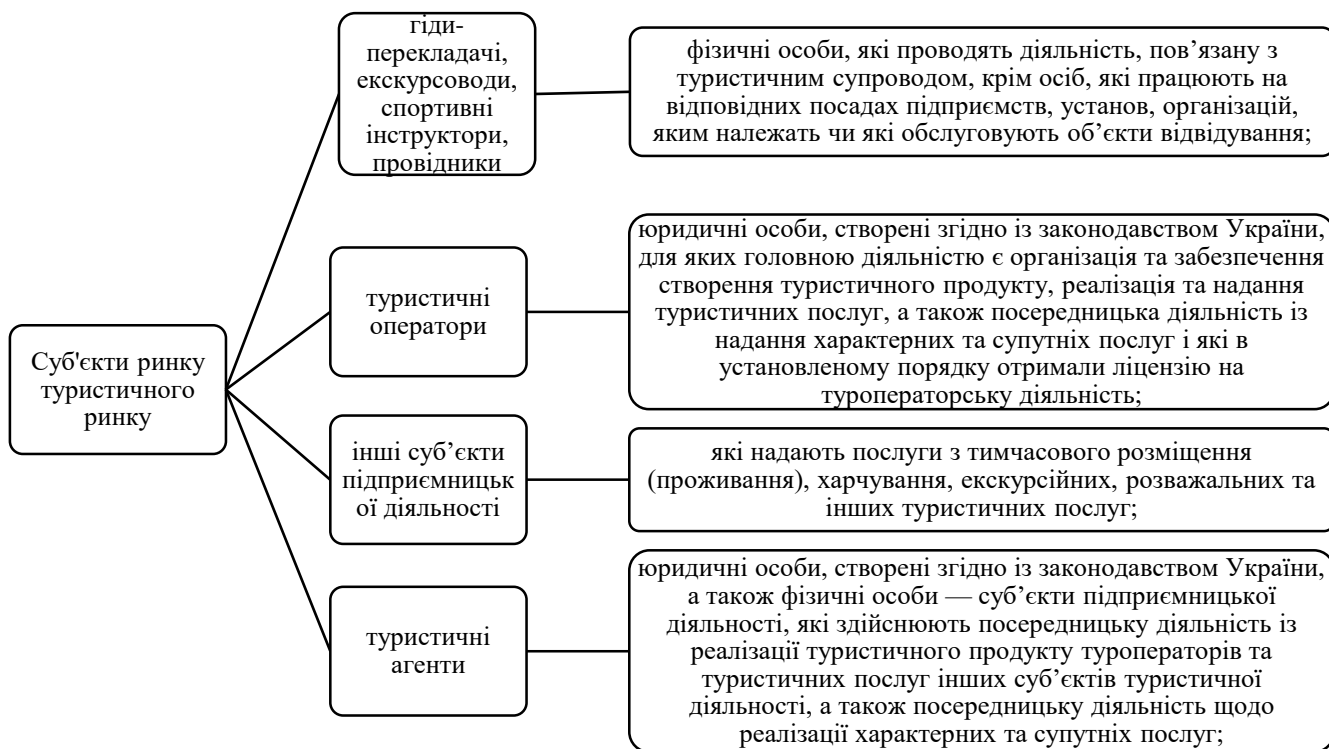 Суб'єкти ринку
туристичного
ринку
гіди-
перекладачі,
екскурсоводи,
спортивні
інструктори,
провідники
фізичні особи, які проводять діяльність, пов’язану з
туристичним супроводом, крім осіб, які працюють на
відповідних посадах підприємств, установ, організацій,
яким належать чи які обслуговують об’єкти відвідування;
туристичні
оператори
юридичні особи, створені згідно із законодавством України,
для яких головною діяльністю є організація та забезпечення
створення туристичного продукту, реалізація та надання
туристичних послуг, а також посередницька діяльність із
надання характерних та супутніх послуг і які в
установленому порядку отримали ліцензію на
туроператорську діяльність;
інші суб’єкти
підприємницьк
ої діяльності
які надають послуги з тимчасового розміщення
(проживання), харчування, екскурсійних, розважальних та
інших туристичних послуг;
туристичні
агенти
юридичні особи, створені згідно із законодавством України,
а також фізичні особи — суб’єкти підприємницької
діяльності, які здійснюють посередницьку діяльність із
реалізації туристичного продукту туроператорів та
туристичних послуг інших суб’єктів туристичної
діяльності, а також посередницьку діяльність щодо
реалізації характерних та супутніх послуг;